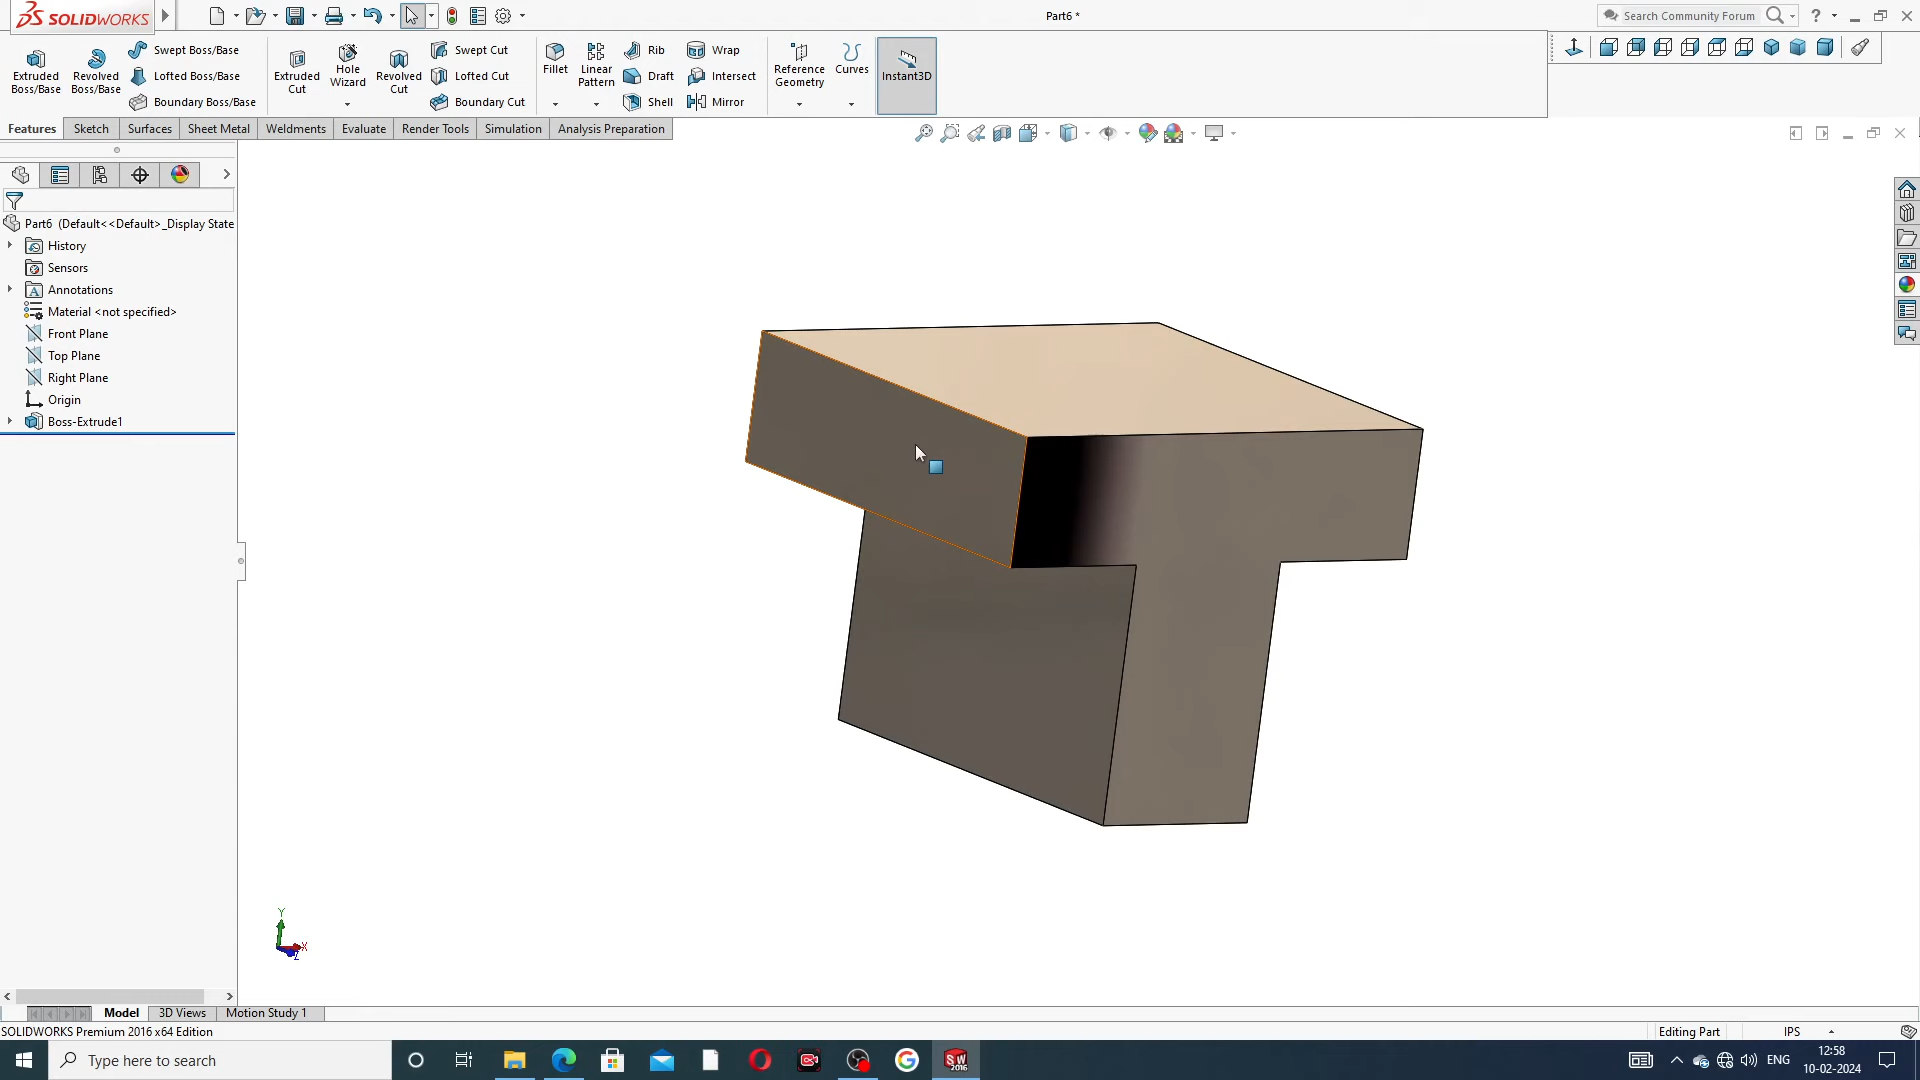 SOLIDWORKS
Part6 *
Search Community Forum
?
Extruded Boss/Base
Revolved Boss/Base
Swept Boss/Base
Lofted Boss/Base
Boundary Boss/Base
Extruded Cut
Hole Wizard
Revolved Cut
Swept Cut
Lofted Cut
Boundary Cut
Fillet
Linear Pattern
Rib
Draft
Shell
Wrap
Intersect
Mirror
Reference Geometry
Curves
Instant3D
Features
Sketch
Surfaces
Sheet Metal
Weldments
Evaluate
Render Tools
Simulation
Analysis Preparation
Part6 (Default<<Default>_Display State
History
Sensors
Annotations
Material <not specified>
Front Plane
Top Plane
Right Plane
Origin
Boss-Extrude1
Y
X
Z
Model
3D Views
Motion Study 1
SOLIDWORKS Premium 2016 x64 Edition
Editing Part
IPS
Type here to search
SW
2016
ENG
12:58
10-02-2024